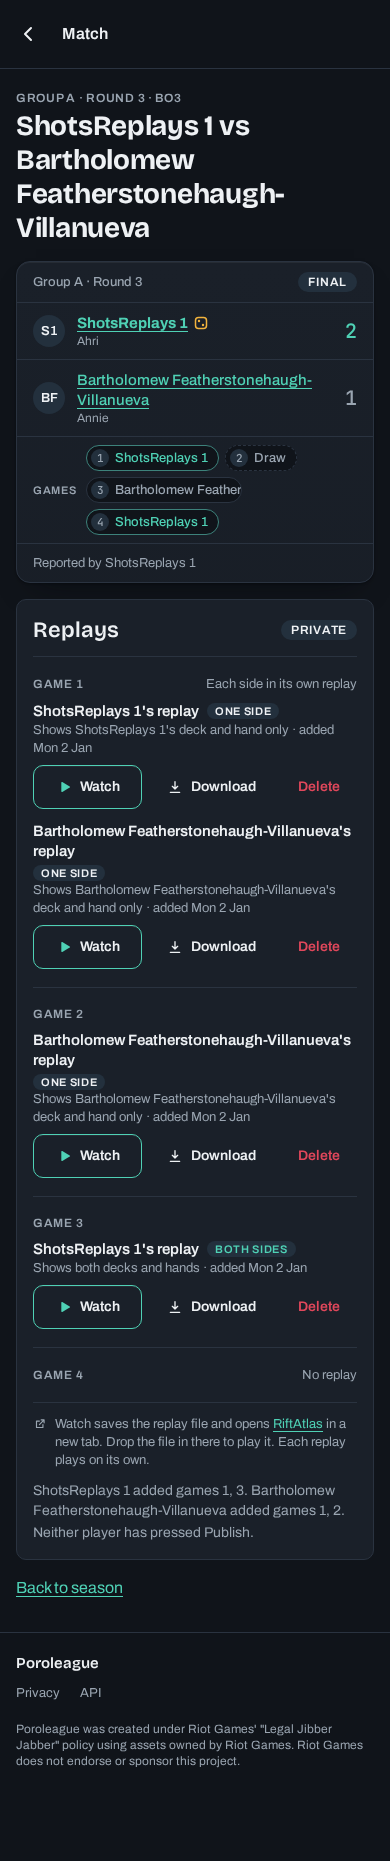 Match
GROUP A · ROUND 3 · BO3
ShotsReplays 1 vs
Bartholomew
Featherstonehaugh-
Villanueva
Group A · Round 3 FINAL
S1 ShotsReplays 1 2
Ahri
BF Bartholomew Featherstonehaugh-
Villanueva 1
Annie
GAMES 1 ShotsReplays 1 2 Draw
3 Bartholomew Feather
4 ShotsReplays 1
Reported by ShotsReplays 1
Replays PRIVATE
GAME 1 Each side in its own replay
ShotsReplays 1's replay ONE SIDE
Shows ShotsReplays 1's deck and hand only · added
Mon 2 Jan
Watch Download Delete
Bartholomew Featherstonehaugh-Villanueva's
replay
ONE SIDE
Shows Bartholomew Featherstonehaugh-Villanueva's
deck and hand only · added Mon 2 Jan
Watch Download Delete
GAME 2
Bartholomew Featherstonehaugh-Villanueva's
replay
ONE SIDE
Shows Bartholomew Featherstonehaugh-Villanueva's
deck and hand only · added Mon 2 Jan
Watch Download Delete
GAME 3
ShotsReplays 1's replay BOTH SIDES
Shows both decks and hands · added Mon 2 Jan
Watch Download Delete
GAME 4 No replay
Watch saves the replay file and opens RiftAtlas in a
new tab. Drop the file in there to play it. Each replay
plays on its own.
ShotsReplays 1 added games 1, 3. Bartholomew
Featherstonehaugh-Villanueva added games 1, 2.
Neither player has pressed Publish.
Back to season
Poroleague
Privacy API
Poroleague was created under Riot Games' "Legal Jibber
Jabber" policy using assets owned by Riot Games. Riot Games
does not endorse or sponsor this project.